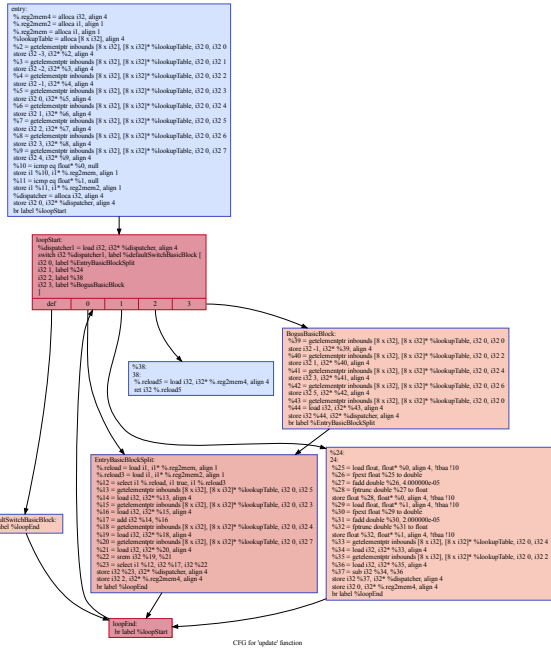 entry:
%.reg2mem4 = alloca i32, align 4
%.reg2mem2 = alloca i1, align 1
%.reg2mem = alloca i1, align 1
%lookupTable = alloca [8 x i32], align 4
%2 = getelementptr inbounds [8 x i32], [8 x i32]* %lookupTable, i32 0, i32 0
store i32 -3, i32* %2, align 4
%3 = getelementptr inbounds [8 x i32], [8 x i32]* %lookupTable, i32 0, i32 1
store i32 -2, i32* %3, align 4
%4 = getelementptr inbounds [8 x i32], [8 x i32]* %lookupTable, i32 0, i32 2
store i32 -1, i32* %4, align 4
%5 = getelementptr inbounds [8 x i32], [8 x i32]* %lookupTable, i32 0, i32 3
store i32 0, i32* %5, align 4
%6 = getelementptr inbounds [8 x i32], [8 x i32]* %lookupTable, i32 0, i32 4
store i32 1, i32* %6, align 4
%7 = getelementptr inbounds [8 x i32], [8 x i32]* %lookupTable, i32 0, i32 5
store i32 2, i32* %7, align 4
%8 = getelementptr inbounds [8 x i32], [8 x i32]* %lookupTable, i32 0, i32 6
store i32 3, i32* %8, align 4
%9 = getelementptr inbounds [8 x i32], [8 x i32]* %lookupTable, i32 0, i32 7
store i32 4, i32* %9, align 4
%10 = icmp eq float* %0, null
store i1 %10, i1* %.reg2mem, align 1
%11 = icmp eq float* %1, null
store i1 %11, i1* %.reg2mem2, align 1
%dispatcher = alloca i32, align 4
store i32 0, i32* %dispatcher, align 4
br label %loopStart
loopStart:
%dispatcher1 = load i32, i32* %dispatcher, align 4
switch i32 %dispatcher1, label %defaultSwitchBasicBlock [
i32 0, label %EntryBasicBlockSplit
i32 1, label %24
i32 2, label %38
i32 3, label %BogusBasicBlock
]
def 0 1 2 3
BogusBasicBlock:
%39 = getelementptr inbounds [8 x i32], [8 x i32]* %lookupTable, i32 0, i32 0
store i32 -1, i32* %39, align 4
%40 = getelementptr inbounds [8 x i32], [8 x i32]* %lookupTable, i32 0, i32 2
store i32 1, i32* %40, align 4
%41 = getelementptr inbounds [8 x i32], [8 x i32]* %lookupTable, i32 0, i32 4
store i32 3, i32* %41, align 4
%42 = getelementptr inbounds [8 x i32], [8 x i32]* %lookupTable, i32 0, i32 6
store i32 5, i32* %42, align 4
%43 = getelementptr inbounds [8 x i32], [8 x i32]* %lookupTable, i32 0, i32 0
%44 = load i32, i32* %43, align 4
store i32 %44, i32* %dispatcher, align 4
br label %EntryBasicBlockSplit
%38:
38:
%.reload5 = load i32, i32* %.reg2mem4, align 4
ret i32 %.reload5
EntryBasicBlockSplit:
%.reload = load i1, i1* %.reg2mem, align 1
%.reload3 = load i1, i1* %.reg2mem2, align 1
%12 = select i1 %.reload, i1 true, i1 %.reload3
%13 = getelementptr inbounds [8 x i32], [8 x i32]* %lookupTable, i32 0, i32 5
%14 = load i32, i32* %13, align 4
%15 = getelementptr inbounds [8 x i32], [8 x i32]* %lookupTable, i32 0, i32 3
%16 = load i32, i32* %15, align 4
%17 = add i32 %14, %16
%18 = getelementptr inbounds [8 x i32], [8 x i32]* %lookupTable, i32 0, i32 4
%19 = load i32, i32* %18, align 4
%20 = getelementptr inbounds [8 x i32], [8 x i32]* %lookupTable, i32 0, i32 7
%21 = load i32, i32* %20, align 4
%22 = srem i32 %19, %21
%23 = select i1 %12, i32 %17, i32 %22
store i32 %23, i32* %dispatcher, align 4
store i32 2, i32* %.reg2mem4, align 4
br label %loopEnd
%24:
24:
%25 = load float, float* %0, align 4, !tbaa !10
%26 = fpext float %25 to double
%27 = fadd double %26, 4.000000e-05
%28 = fptrunc double %27 to float
store float %28, float* %0, align 4, !tbaa !10
%29 = load float, float* %1, align 4, !tbaa !10
%30 = fpext float %29 to double
%31 = fadd double %30, 2.000000e-05
%32 = fptrunc double %31 to float
store float %32, float* %1, align 4, !tbaa !10
%33 = getelementptr inbounds [8 x i32], [8 x i32]* %lookupTable, i32 0, i32 4
%34 = load i32, i32* %33, align 4
%35 = getelementptr inbounds [8 x i32], [8 x i32]* %lookupTable, i32 0, i32 2
%36 = load i32, i32* %35, align 4
%37 = sub i32 %34, %36
store i32 %37, i32* %dispatcher, align 4
store i32 0, i32* %.reg2mem4, align 4
br label %loopEnd
aultSwitchBasicBlock:
abel %loopEnd
loopEnd:
br label %loopStart
CFG for 'update' function